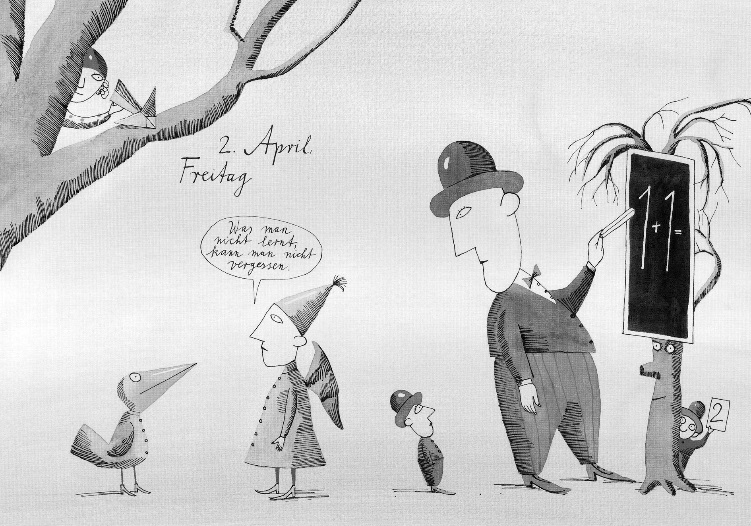 2. April.
Freitag
Was man
nicht lernt,
kann man nicht
vergessen.
1+1=
2